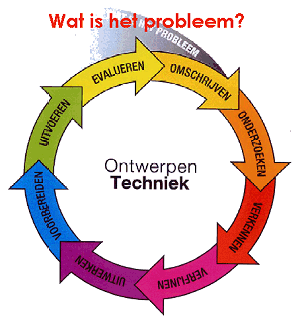 Wat is het probleem?
PROBLEEM
OMSCHRIJVEN
ONDERZOEKEN
VERKENNEN
VERFIJNEN
UITWERKEN
VOORBEREIDEN
UITVOEREN
EVALUEREN
Ontwerpen
Techniek